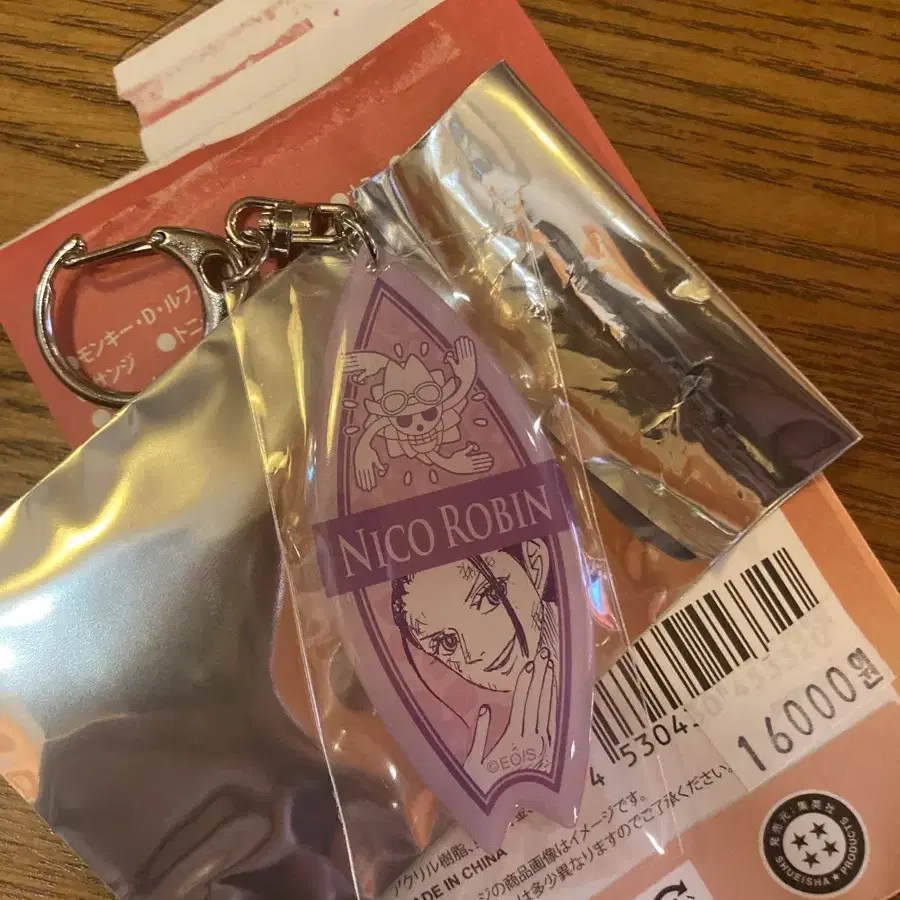 モンキー・D・ルフ
サンジ
トニ
NICO ROBIN
©EO/S
4 530430 433320
16000원
アクリル樹脂、
MADE IN CHINA
ジの商品画像はイメージです。
は多少異なりますのでご了承ください。
発売元:集英社
SHUEISHA PRODUCTS